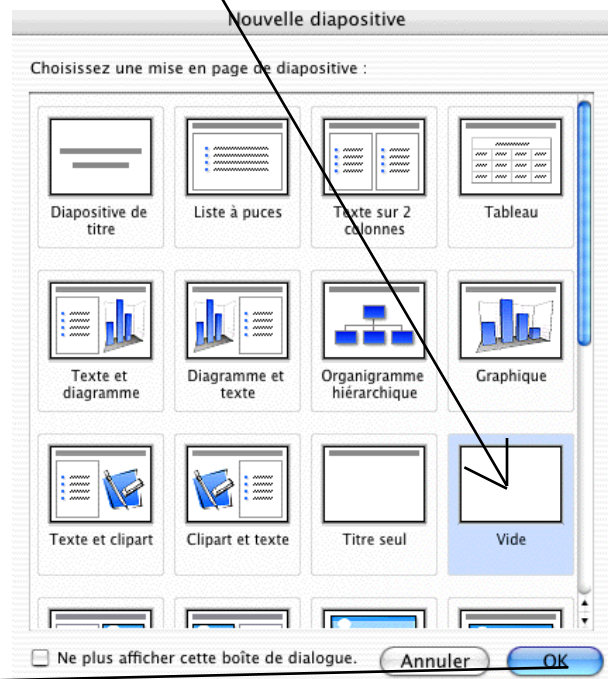 Nouvelle diapositive
Choisissez une mise en page de diapositive :
Diapositive de
titre
Liste à puces
Texte sur 2
colonnes
Tableau
Texte et
diagramme
Diagramme et
texte
Organigramme
hiérarchique
Graphique
Texte et clipart
Clipart et texte
Titre seul
Vide
Ne plus afficher cette boîte de dialogue.
Annuler
OK